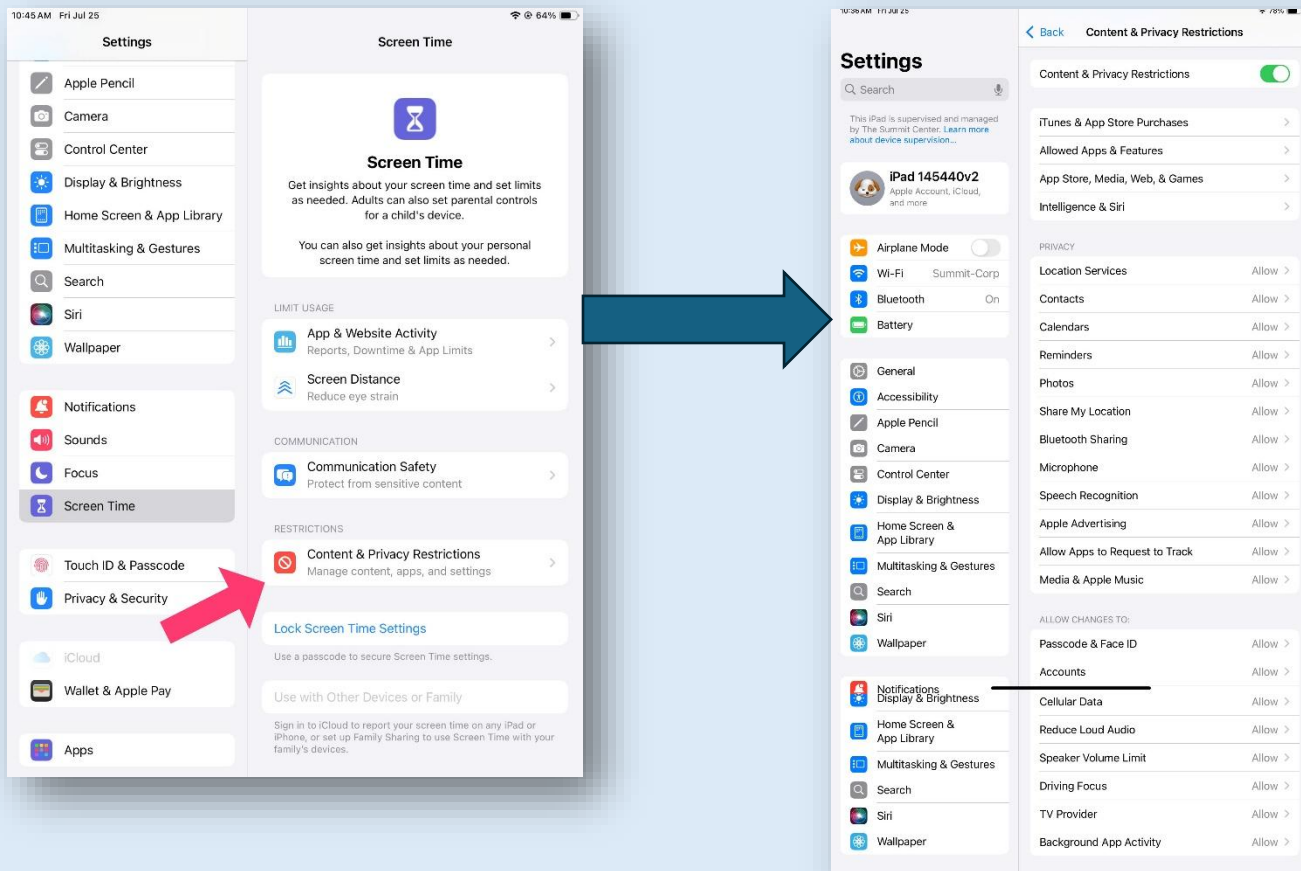 10:45 AM Fri Jul 25
64%
Settings
Apple Pencil
Camera
Control Center
Display & Brightness
Home Screen & App Library
Multitasking & Gestures
Search
Siri
Wallpaper
Notifications
Sounds
Focus
Screen Time
Touch ID & Passcode
Privacy & Security
iCloud
Wallet & Apple Pay
Apps
Screen Time
Screen Time
Get insights about your screen time and set limits
as needed. Adults can also set parental controls
for a child's device.
You can also get insights about your personal
screen time and set limits as needed.
LIMIT USAGE
App & Website Activity
Reports, Downtime & App Limits
Screen Distance
Reduce eye strain
COMMUNICATION
Communication Safety
Protect from sensitive content
RESTRICTIONS
Content & Privacy Restrictions
Manage content, apps, and settings
Lock Screen Time Settings
Use a passcode to secure Screen Time settings.
Use with Other Devices or Family
Sign in to iCloud to report your screen time on any iPad or
iPhone, or set up Family Sharing to use Screen Time with your
family's devices.
10:36 AM Fri Jul 25
78%
Settings
Search
This iPad is supervised and managed
by The Summit Center. Learn more
about device supervision...
iPad 145440v2
Apple Account, iCloud,
and more
Airplane Mode
Wi-Fi Summit-Corp
Bluetooth On
Battery
General
Accessibility
Apple Pencil
Camera
Control Center
Display & Brightness
Home Screen &
App Library
Multitasking & Gestures
Search
Siri
Wallpaper
Notifications
Display & Brightness
Home Screen &
App Library
Multitasking & Gestures
Search
Siri
Wallpaper
Back Content & Privacy Restrictions
Content & Privacy Restrictions
iTunes & App Store Purchases
Allowed Apps & Features
App Store, Media, Web, & Games
Intelligence & Siri
PRIVACY
Location Services Allow
Contacts Allow
Calendars Allow
Reminders Allow
Photos Allow
Share My Location Allow
Bluetooth Sharing Allow
Microphone Allow
Speech Recognition Allow
Apple Advertising Allow
Allow Apps to Request to Track Allow
Media & Apple Music Allow
ALLOW CHANGES TO:
Passcode & Face ID Allow
Accounts Allow
Cellular Data Allow
Reduce Loud Audio Allow
Speaker Volume Limit Allow
Driving Focus Allow
TV Provider Allow
Background App Activity Allow